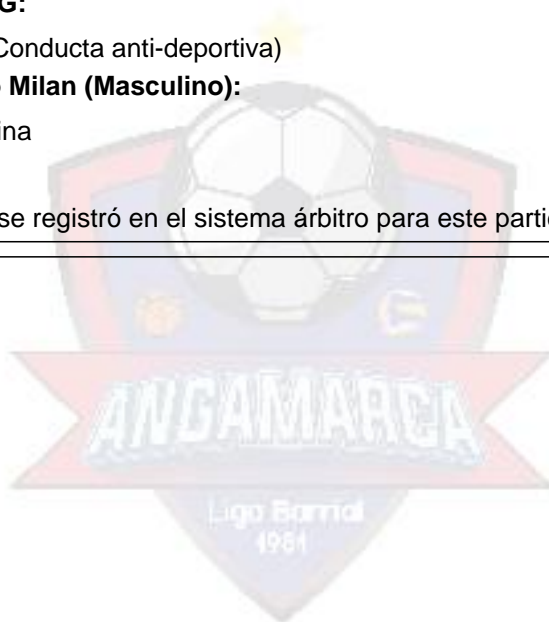 G:
Conducta anti-deportiva)
Milan (Masculino):
ina
se registró en el sistema árbitro para este parti
ANGAMARCA
Liga Barrial
1981